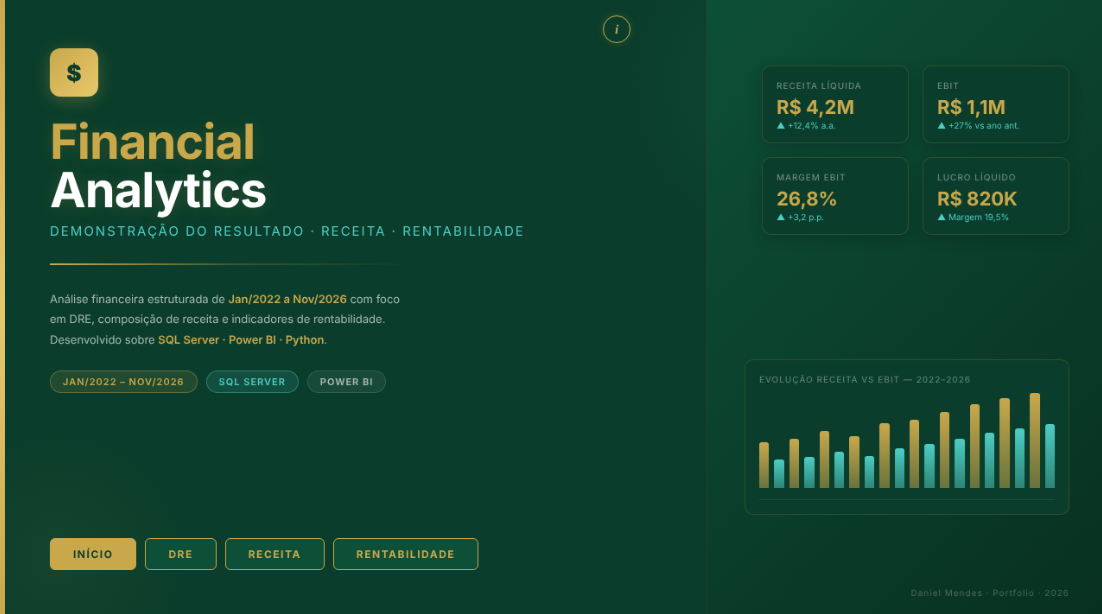 i
$
Financial
Analytics
DEMONSTRAÇÃO DO RESULTADO · RECEITA · RENTABILIDADE
Análise financeira estruturada de Jan/2022 a Nov/2026 com foco
em DRE, composição de receita e indicadores de rentabilidade.
Desenvolvido sobre SQL Server · Power BI · Python.
JAN/2022 – NOV/2026
SQL SERVER
POWER BI
INÍCIO
DRE
RECEITA
RENTABILIDADE
RECEITA LÍQUIDA
R$ 4,2M
▲ +12,4% a.a.
EBIT
R$ 1,1M
▲ +27% vs ano ant.
MARGEM EBIT
26,8%
▲ +3,2 p.p.
LUCRO LÍQUIDO
R$ 820K
▲ Margem 19,5%
EVOLUÇÃO RECEITA VS EBIT — 2022–2026
Daniel Mendes · Portfolio · 2026